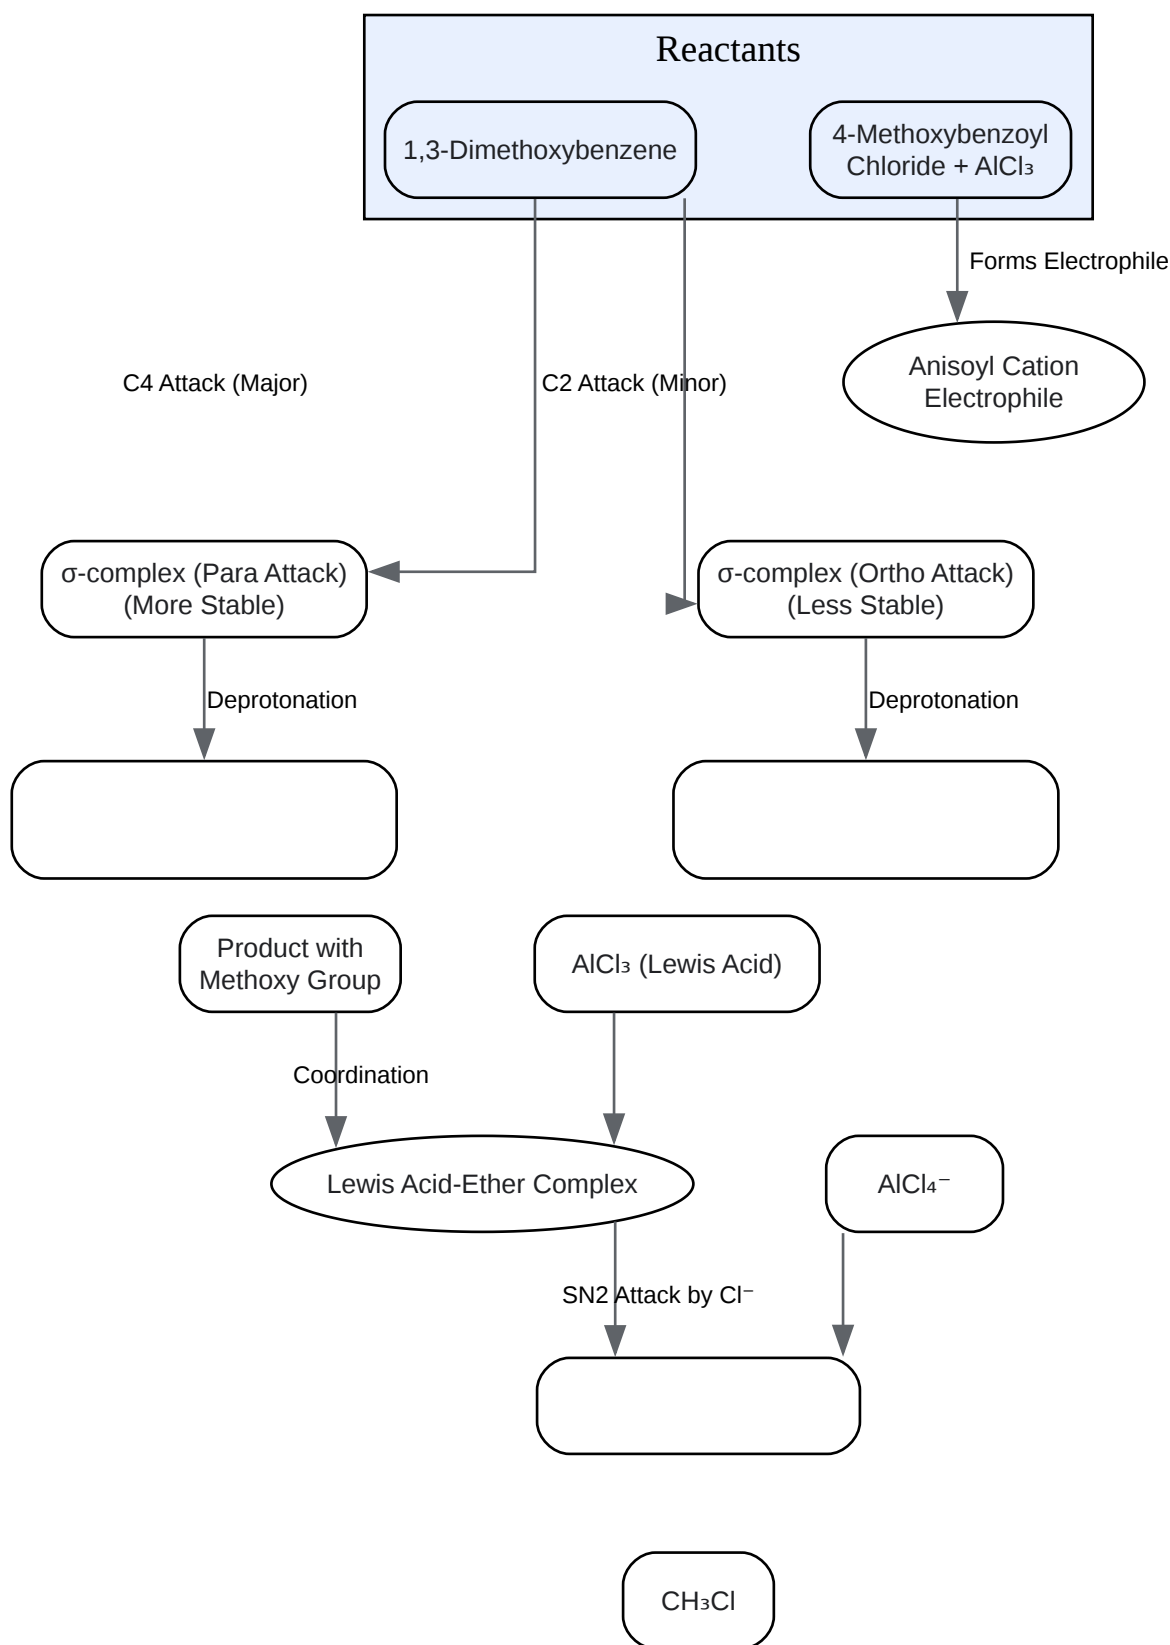 Reactants
1,3-Dimethoxybenzene
4-Methoxybenzoyl
Chloride + AlCl₃
Forms Electrophile
C4 Attack (Major)
C2 Attack (Minor)
Anisoyl Cation
Electrophile
σ-complex (Para Attack)
(More Stable)
σ-complex (Ortho Attack)
(Less Stable)
Deprotonation
Deprotonation
Product with
Methoxy Group
AlCl₃ (Lewis Acid)
Coordination
Lewis Acid-Ether Complex
AlCl₄⁻
SN2 Attack by Cl⁻
CH₃Cl